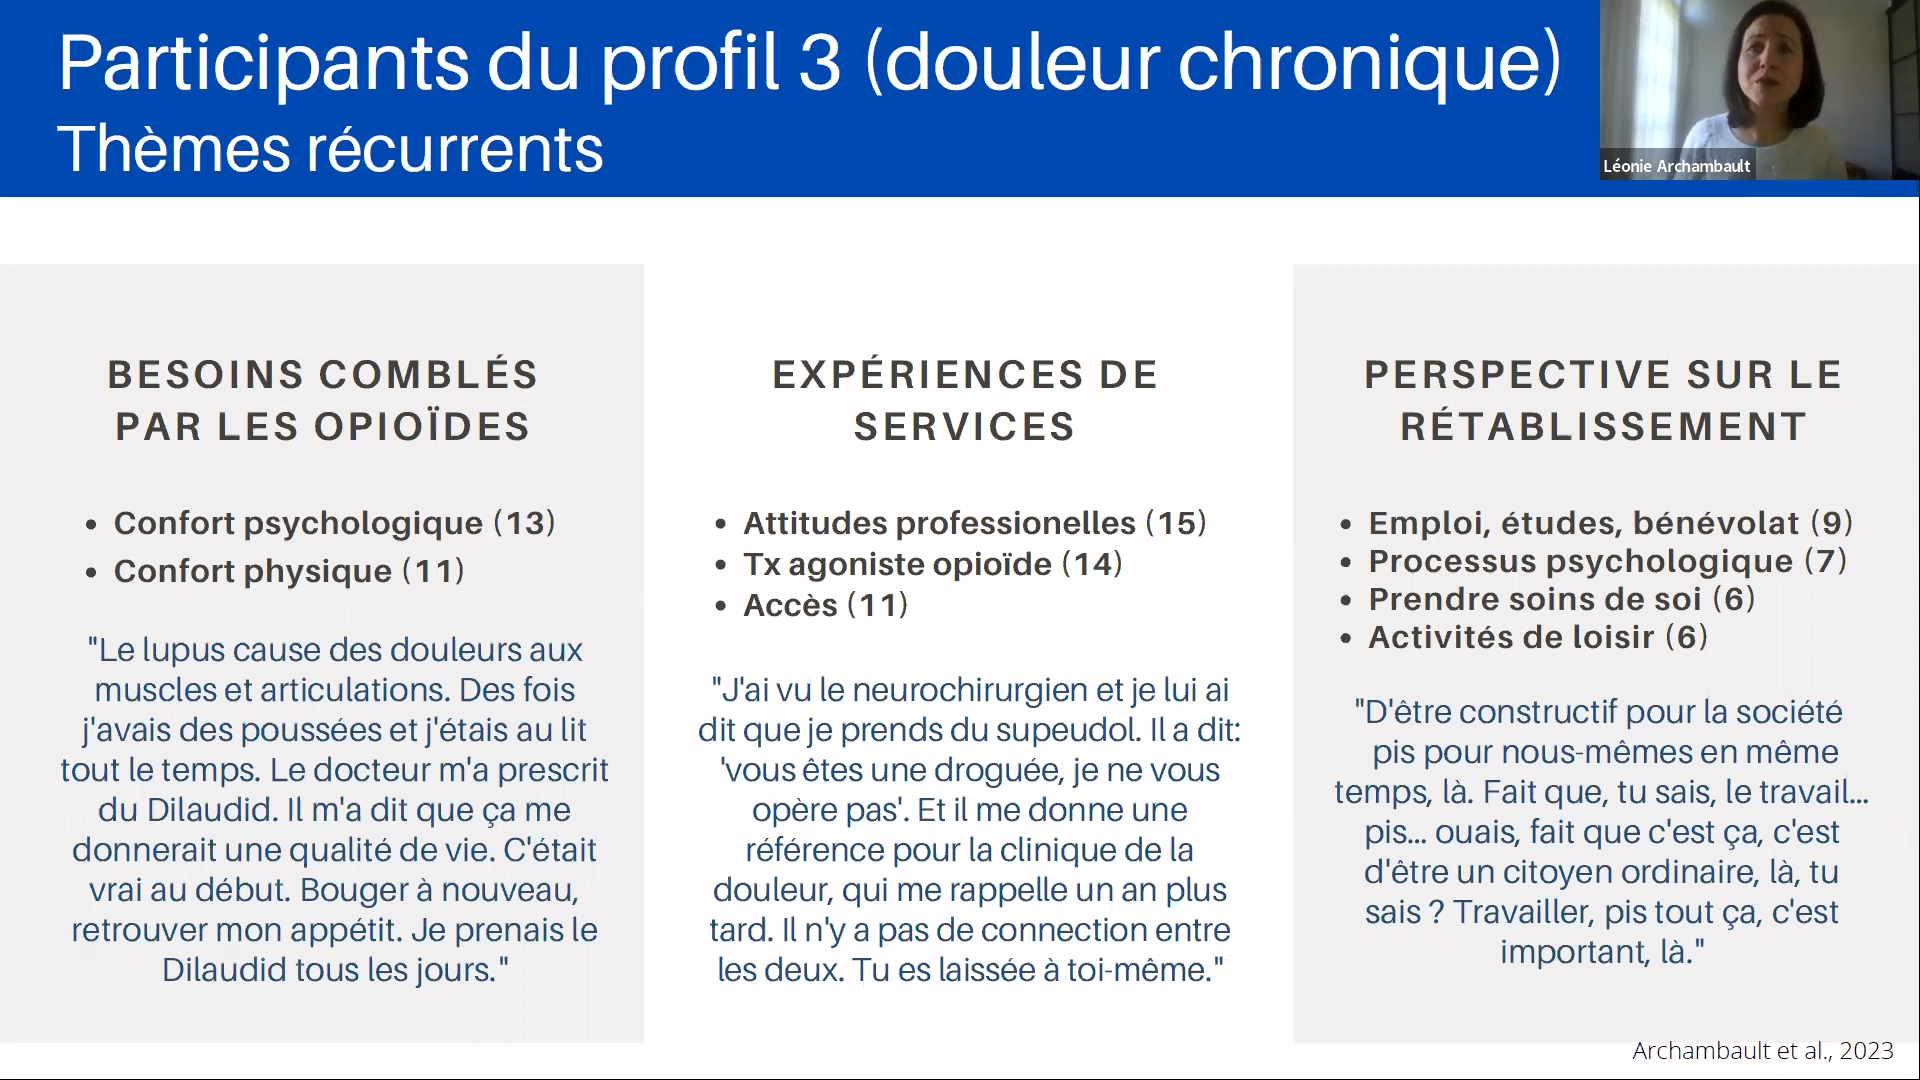 Participants du profil 3 (douleur chronique)
Thèmes récurrents
Léonie Archambault
BESOINS COMBLÉS
PAR LES OPIOÏDES
• Confort psychologique (13)
• Confort physique (11)
"Le lupus cause des douleurs aux
muscles et articulations. Des fois
j'avais des poussées et j'étais au lit
tout le temps. Le docteur m'a prescrit
du Dilaudid. Il m'a dit que ça me
donnerait une qualité de vie. C'était
vrai au début. Bouger à nouveau,
retrouver mon appétit. Je prenais le
Dilaudid tous les jours."
EXPÉRIENCES DE
SERVICES
• Attitudes professionelles (15)
• Tx agoniste opioïde (14)
• Accès (11)
"J'ai vu le neurochirurgien et je lui ai
dit que je prends du supeudol. Il a dit:
'vous êtes une droguée, je ne vous
opère pas'. Et il me donne une
référence pour la clinique de la
douleur, qui me rappelle un an plus
tard. Il n'y a pas de connection entre
les deux. Tu es laissée à toi-même."
PERSPECTIVE SUR LE
RÉTABLISSEMENT
• Emploi, études, bénévolat (9)
• Processus psychologique (7)
• Prendre soins de soi (6)
• Activités de loisir (6)
"D'être constructif pour la société
pis pour nous-mêmes en même
temps, là. Fait que, tu sais, le travail...
pis... ouais, fait que c'est ça, c'est
d'être un citoyen ordinaire, là, tu
sais ? Travailler, pis tout ça, c'est
important, là."
Archambault et al., 2023